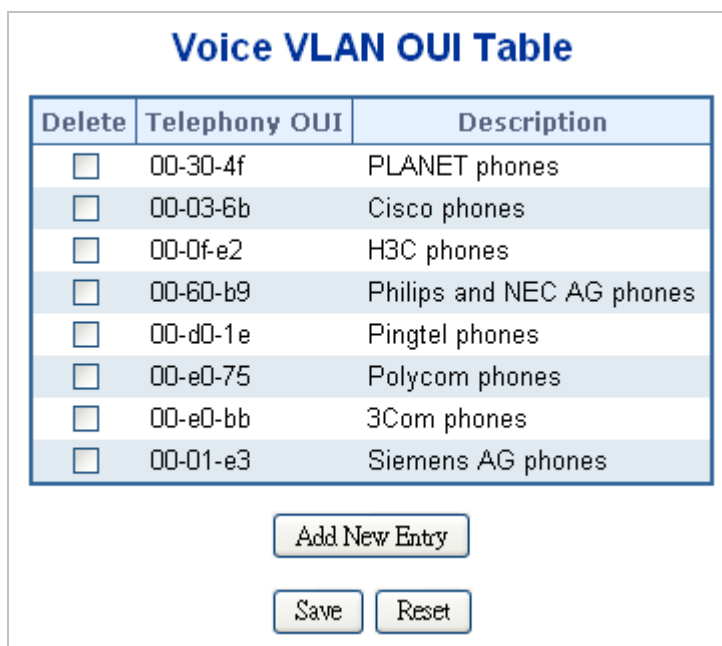 Voice VLAN OUI Table
Delete Telephony OUI Description
00-30-4f PLANET phones
00-03-6b Cisco phones
00-0f-e2 H3C phones
00-60-b9 Philips and NEC AG phones
00-d0-1e Pingtel phones
00-e0-75 Polycom phones
00-e0-bb 3Com phones
00-01-e3 Siemens AG phones
Add New Entry
Save Reset